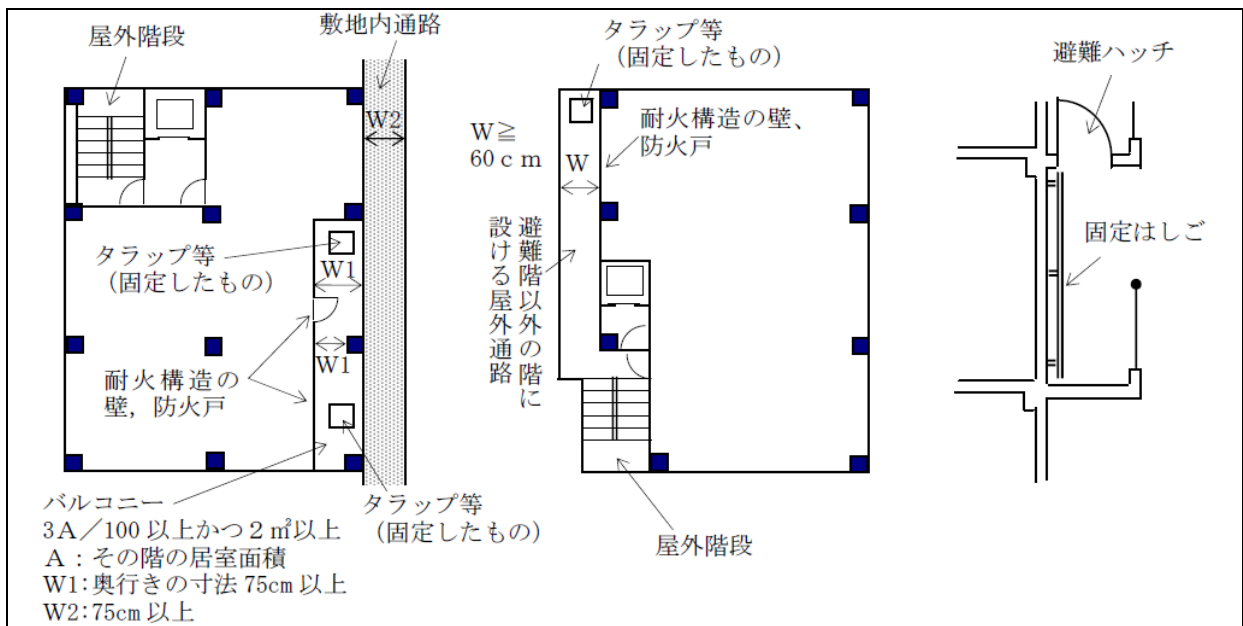 屋外階段
敷地内通路
W2
タラップ等
（固定したもの）
W1
W1
耐火構造の
壁，防火戸
バルコニー
3A／100以上かつ２㎡以上
Ａ：その階の居室面積
W1:奥行きの寸法75cm以上
W2:75cm以上
タラップ等
（固定したもの）
タラップ等
（固定したもの）
W≧
60ｃｍ
W
耐火構造の壁、
防火戸
避難階以外の階に
設ける屋外通路
屋外階段
避難ハッチ
固定はしご